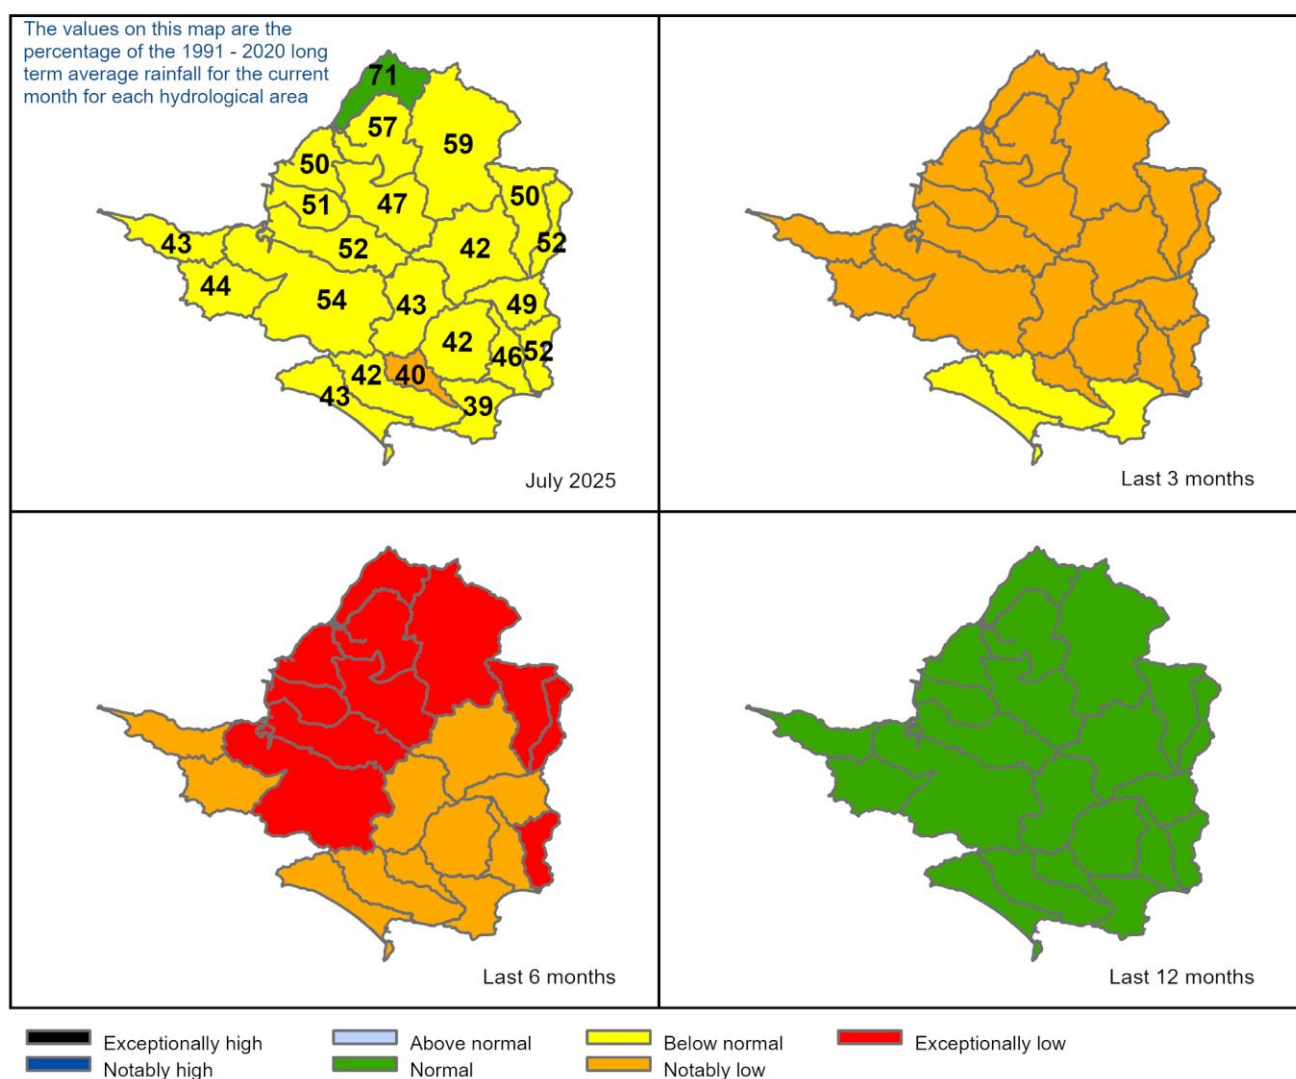 The values on this map are the
percentage of the 1991 - 2020 long
term average rainfall for the current
month for each hydrological area
71
57
59
50
50
51
47
52
42
52
43
44
54
43
49
42
46
52
42
40
43
39
July 2025
Last 3 months
Last 6 months
Last 12 months
Exceptionally high
Above normal
Below normal
Exceptionally low
Notably high
Normal
Notably low